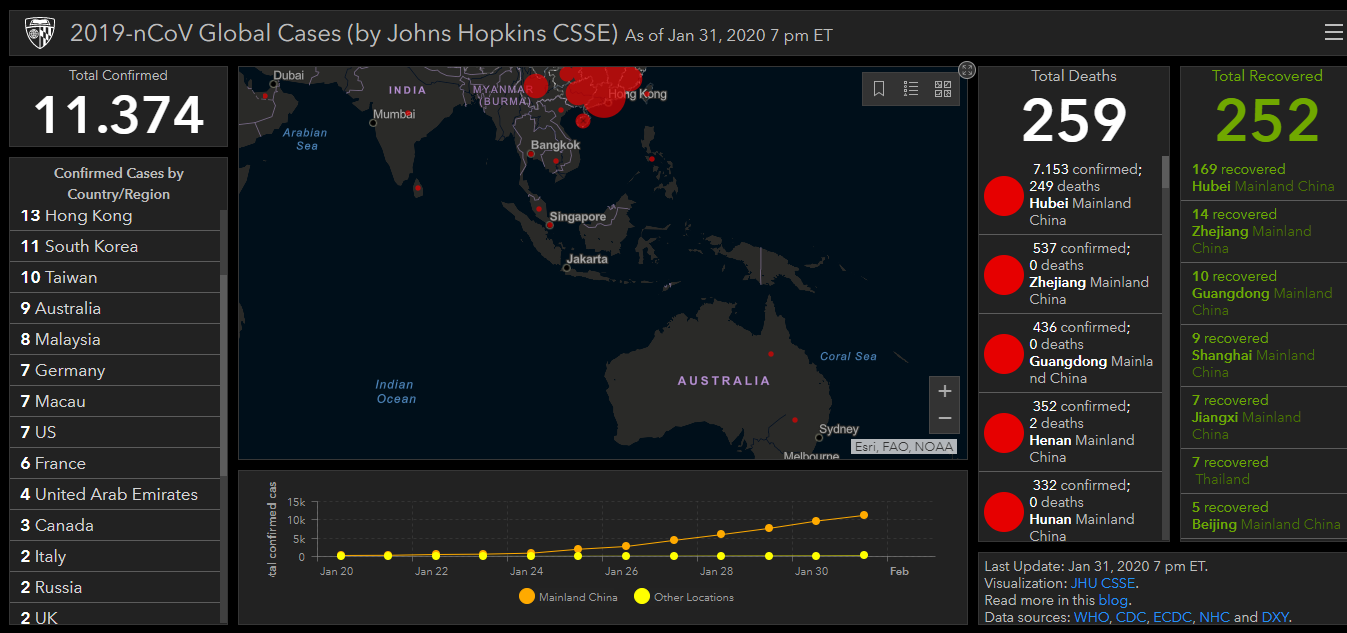 2019-nCoV Global Cases (by Johns Hopkins CSSE) As of Jan 31, 2020 7 pm ET
Total Confirmed
11.374
Confirmed Cases by
Country/Region
13 Hong Kong
11 South Korea
10 Taiwan
9 Australia
8 Malaysia
7 Germany
7 Macau
7 US
6 France
4 United Arab Emirates
3 Canada
2 Italy
2 Russia
2 UK
Dubai
INDIA
MYANMAR
(BURMA)
Hong Kong
Mumbai
Arabian
Sea
Bangkok
Singapore
Jakarta
Indian
Ocean
AUSTRALIA
Coral Sea
Sydney
Melbourne
+
−
Esri, FAO, NOAA
tal confirmed cas
15k
10k
5k
0
Jan 20
Jan 22
Jan 24
Jan 26
Jan 28
Jan 30
Feb
Mainland China
Other Locations
Total Deaths
259
7.153 confirmed;
249 deaths
Hubei Mainland
China
537 confirmed;
0 deaths
Zhejiang Mainland
China
436 confirmed;
0 deaths
Guangdong Mainla
nd China
352 confirmed;
2 deaths
Henan Mainland
China
332 confirmed;
0 deaths
Hunan Mainland
China
Total Recovered
252
169 recovered
Hubei Mainland China
14 recovered
Zhejiang Mainland
China
10 recovered
Guangdong Mainland
China
9 recovered
Shanghai Mainland
China
7 recovered
Jiangxi Mainland
China
7 recovered
Thailand
5 recovered
Beijing Mainland China
Last Update: Jan 31, 2020 7 pm ET.
Visualization: JHU CSSE.
Read more in this blog.
Data sources: WHO, CDC, ECDC, NHC and DXY.